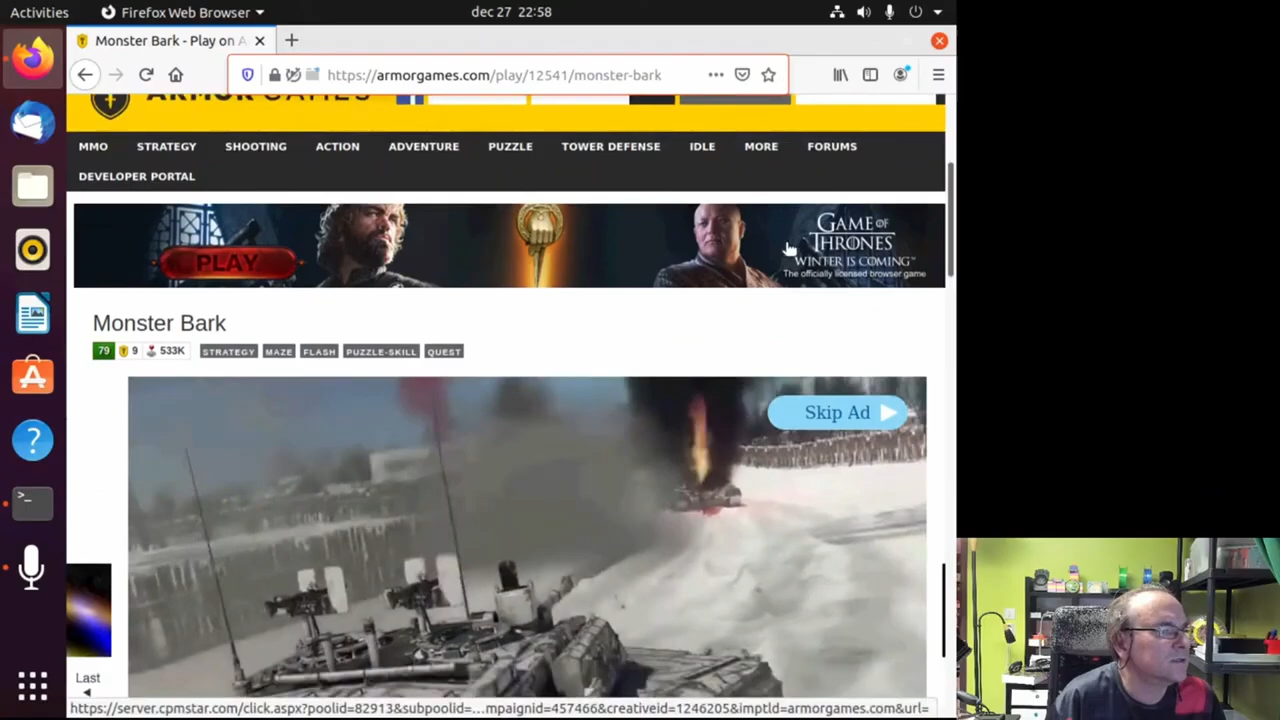 Activities
Firefox Web Browser
dec 27 22:58
Monster Bark - Play on A
https://armorgames.com/play/12541/monster-bark
ARMOR GAMES
MMO STRATEGY SHOOTING ACTION ADVENTURE PUZZLE TOWER DEFENSE IDLE MORE FORUMS
DEVELOPER PORTAL
PLAY
GAME OF
THRONES
WINTER IS COMING™
The officially licensed browser game
Monster Bark
79 9 533K STRATEGY MAZE FLASH PUZZLE-SKILL QUEST
Skip Ad
Last
https://server.cpmstar.com/click.aspx?poolid=82913&subpoolid=...mpaignid=457466&creativeid=1246205&imptId=armorgames.com&url=